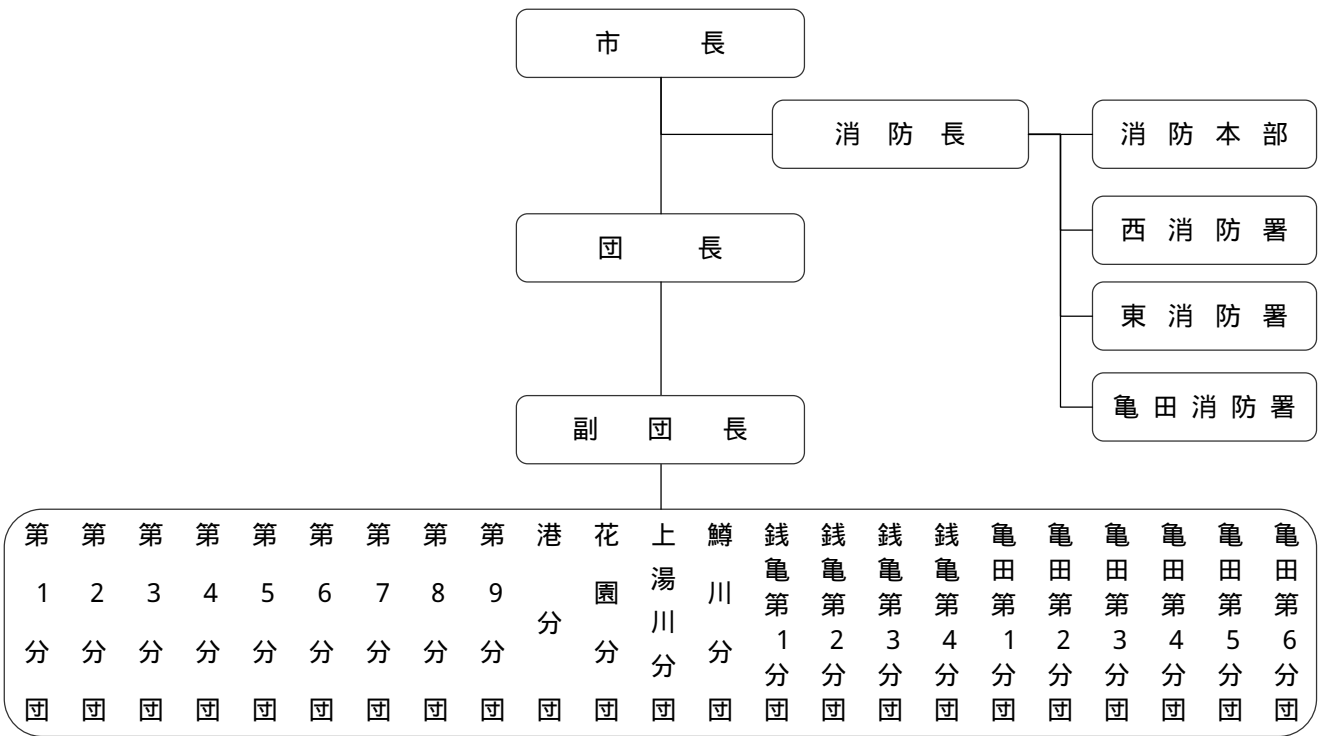 市長
消防長
消防本部
西消防署
団長
東消防署
亀田消防署
副団長
第1分団
第2分団
第3分団
第4分団
第5分団
第6分団
第7分団
第8分団
第9分団
港分団
花園分団
上湯川分団
鱒川分団
銭亀第1分団
銭亀第2分団
銭亀第3分団
銭亀第4分団
亀田第1分団
亀田第2分団
亀田第3分団
亀田第4分団
亀田第5分団
亀田第6分団